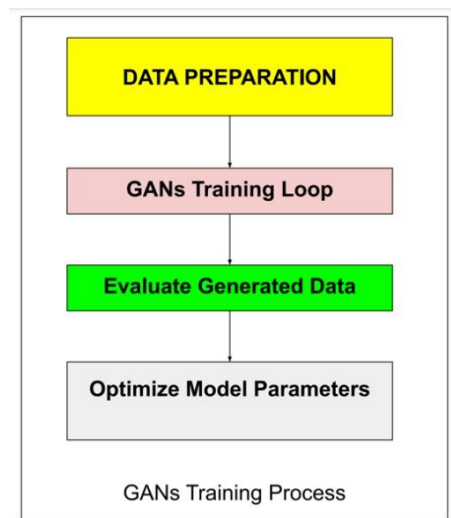 DATA PREPARATION
GANs Training Loop
Evaluate Generated Data
Optimize Model Parameters
GANs Training Process